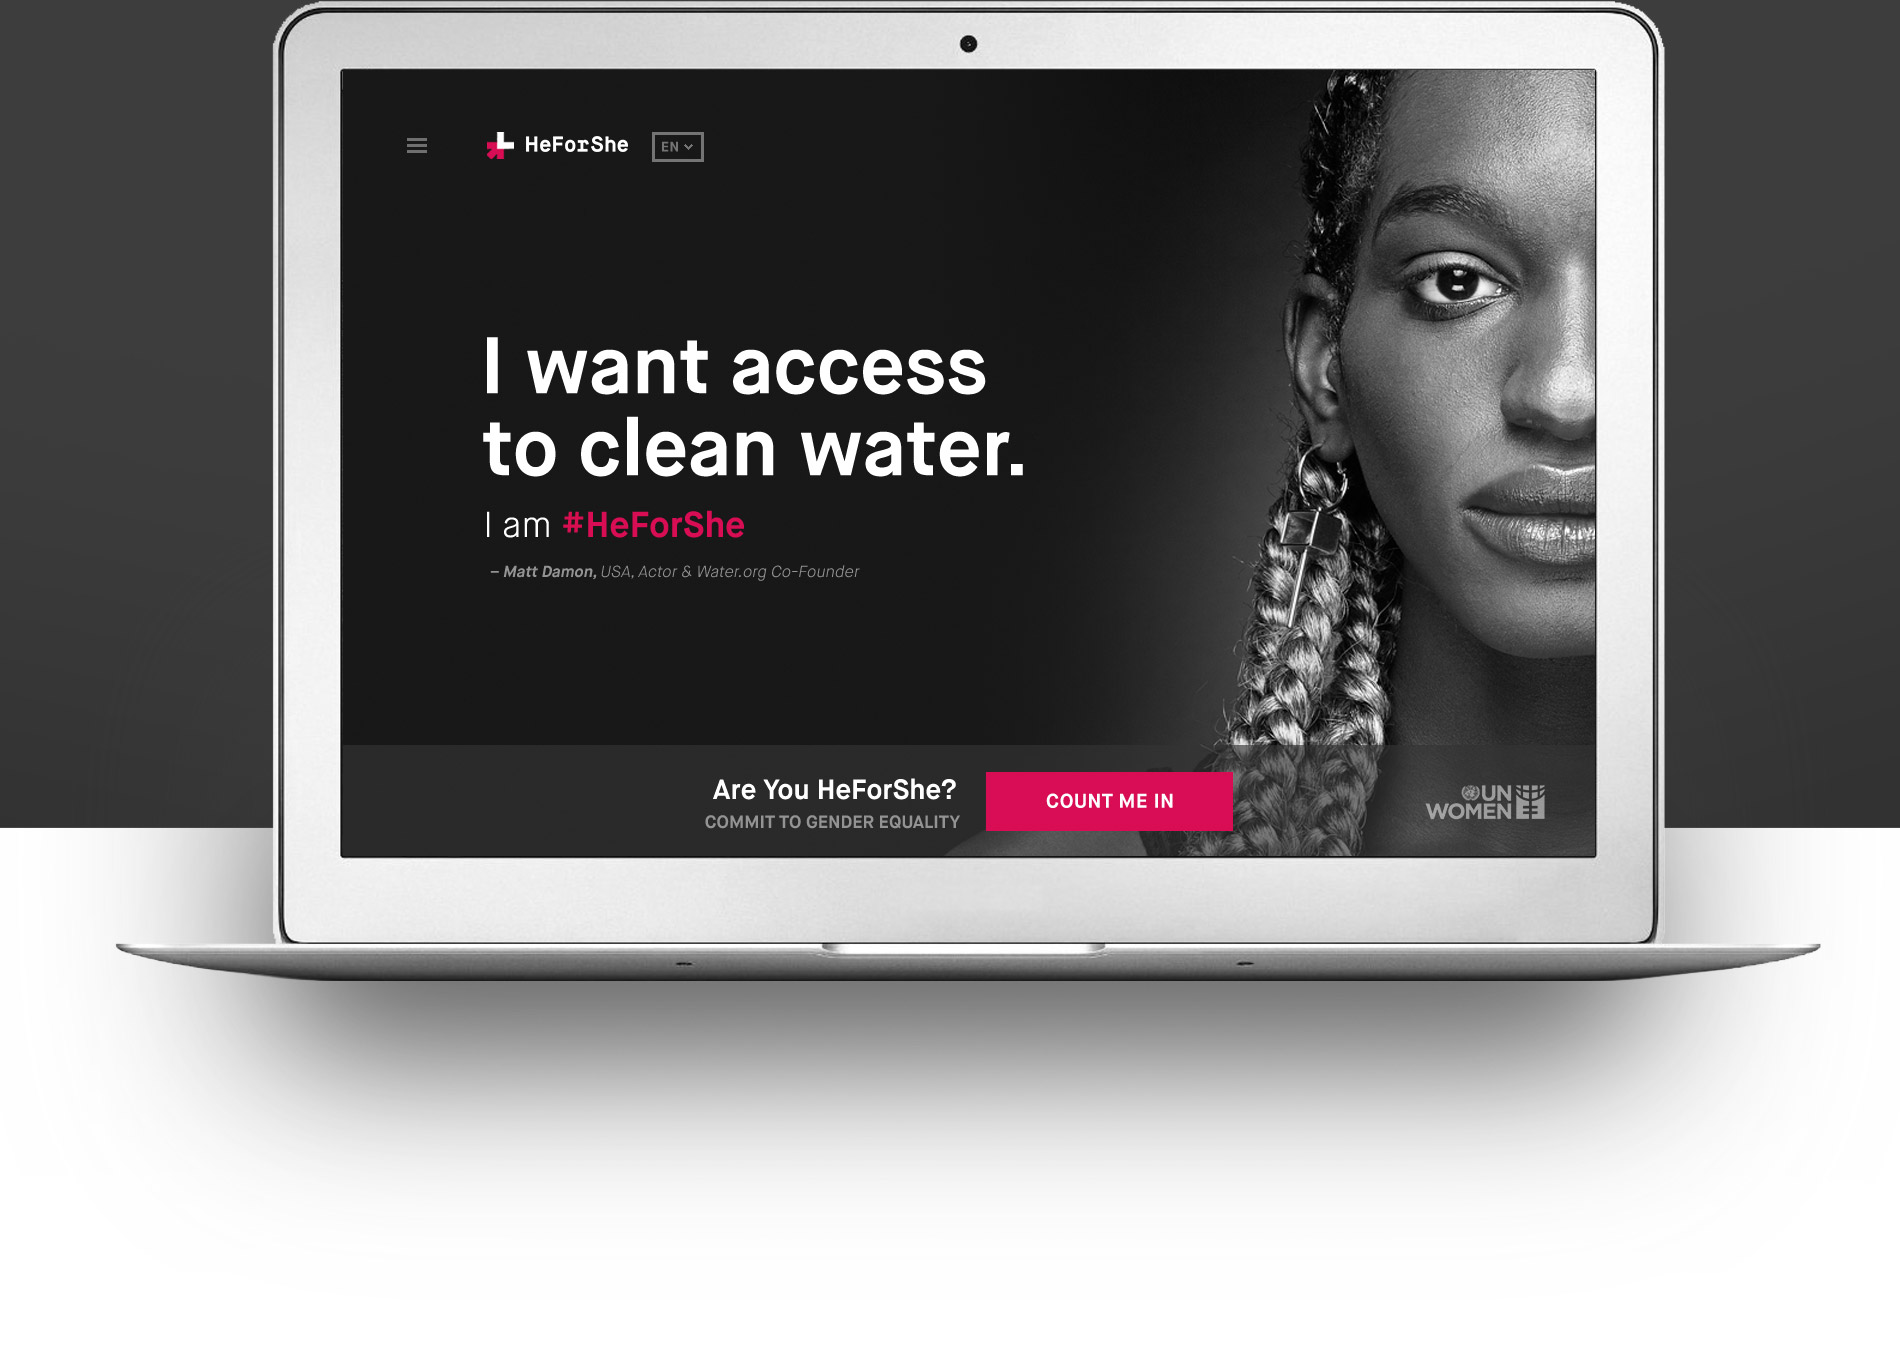 HeForShe
EN
I want access
to clean water.
I am #HeForShe
– Matt Damon, USA, Actor & Water.org Co-Founder
Are You HeForShe?
COMMIT TO GENDER EQUALITY
COUNT ME IN
UN
WOMEN